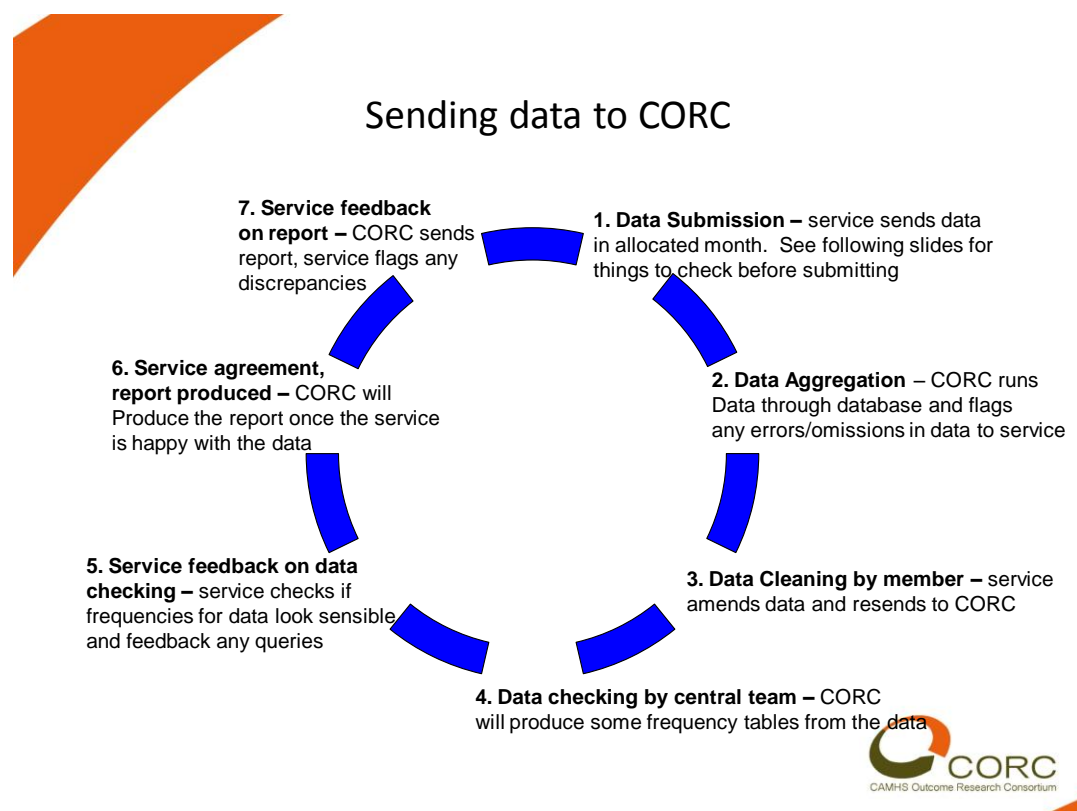 Sending data to CORC
1. Data Submission – service sends data
in allocated month.  See following slides for
things to check before submitting
2. Data Aggregation – CORC runs
Data through database and flags
any errors/omissions in data to service
3. Data Cleaning by member – service
amends data and resends to CORC
4. Data checking by central team – CORC
will produce some frequency tables from the data
5. Service feedback on data
checking – service checks if
frequencies for data look sensible
and feedback any queries
6. Service agreement,
report produced – CORC will
Produce the report once the service
is happy with the data
7. Service feedback
on report – CORC sends
report, service flags any
discrepancies
CORC
CAMHS Outcome Research Consortium